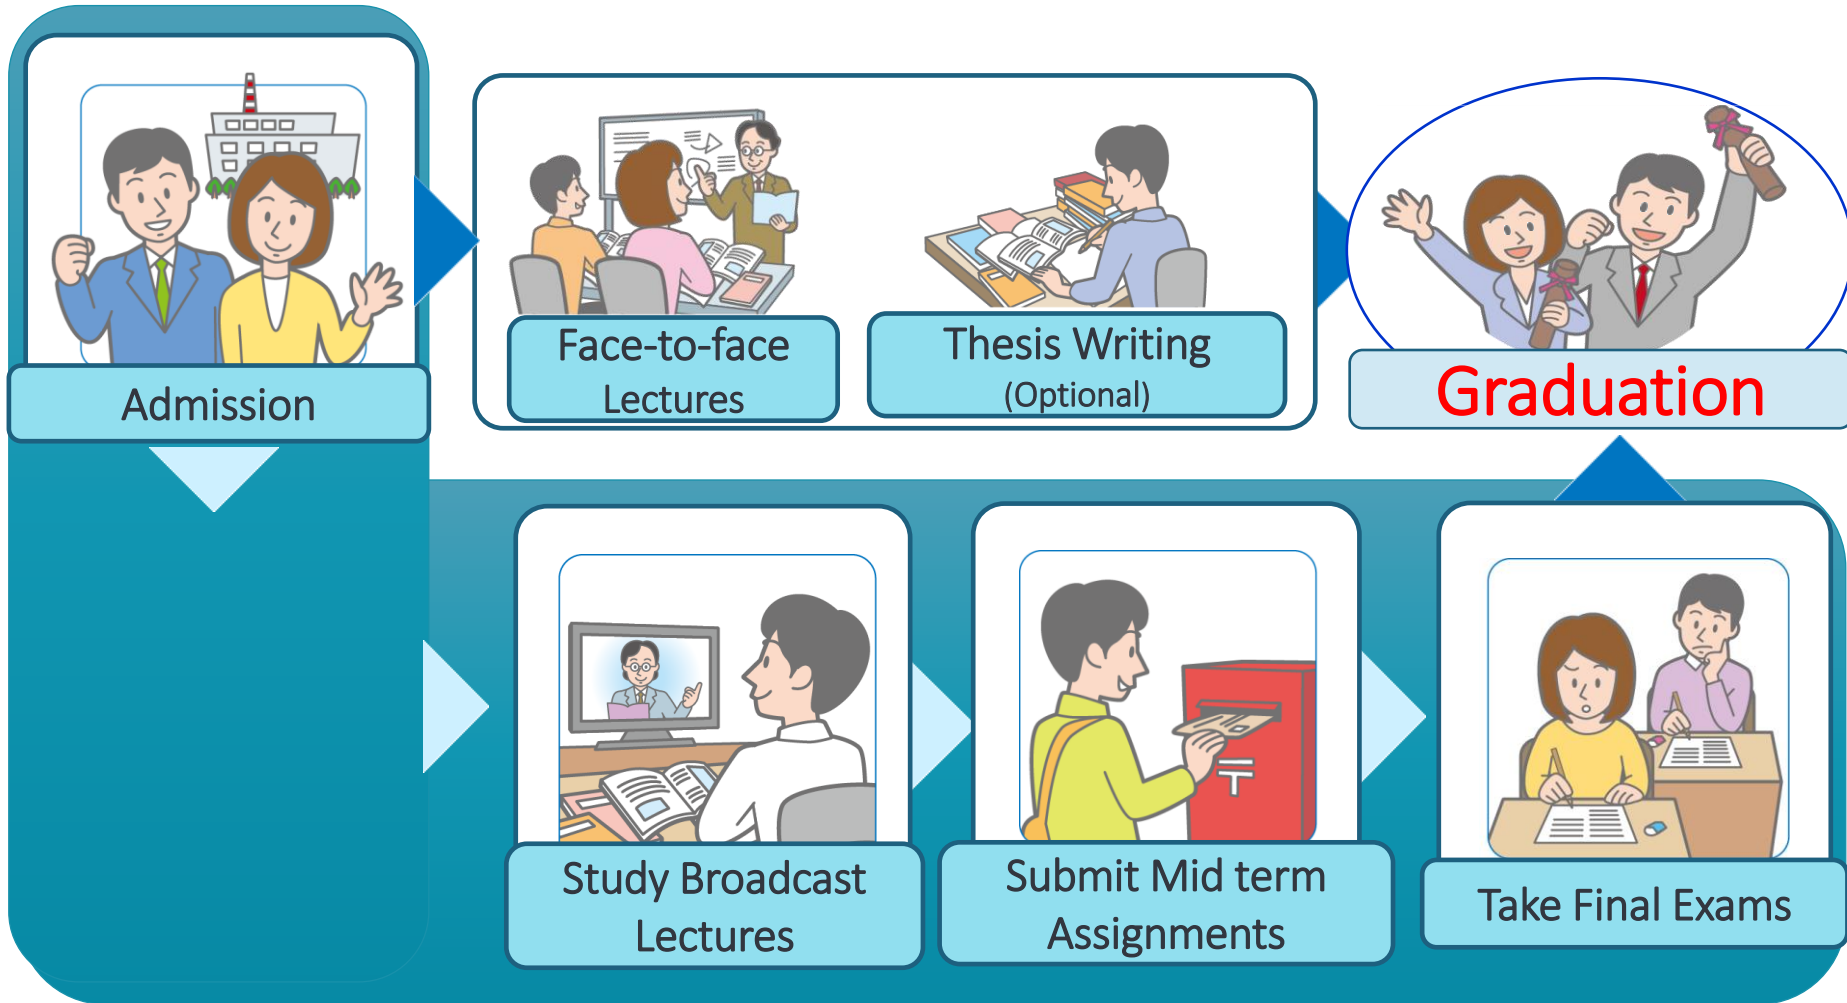 Admission
Face-to-face
Lectures
Thesis Writing
(Optional)
Graduation
Study Broadcast
Lectures
〒
Submit Mid term
Assignments
Take Final Exams